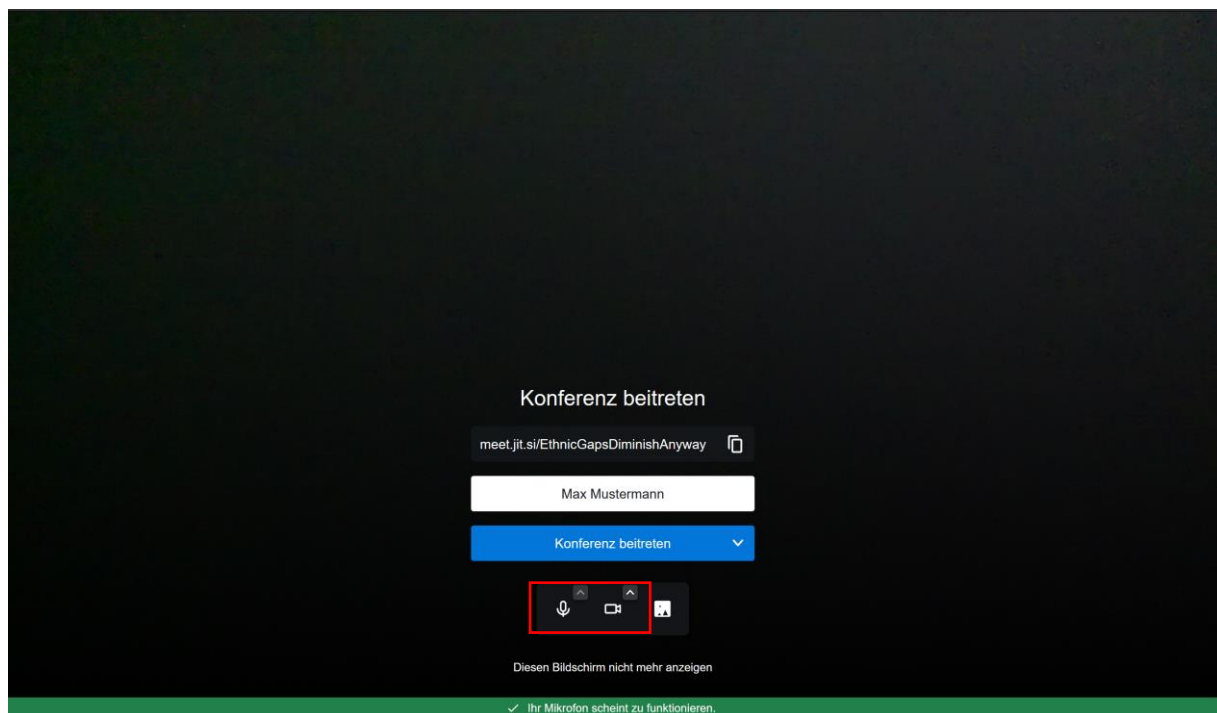 Konferenz beitreten
meet.jit.si/EthnicGapsDiminishAnyway
Max Mustermann
Konferenz beitreten
Diesen Bildschirm nicht mehr anzeigen
Ihr Mikrofon scheint zu funktionieren.